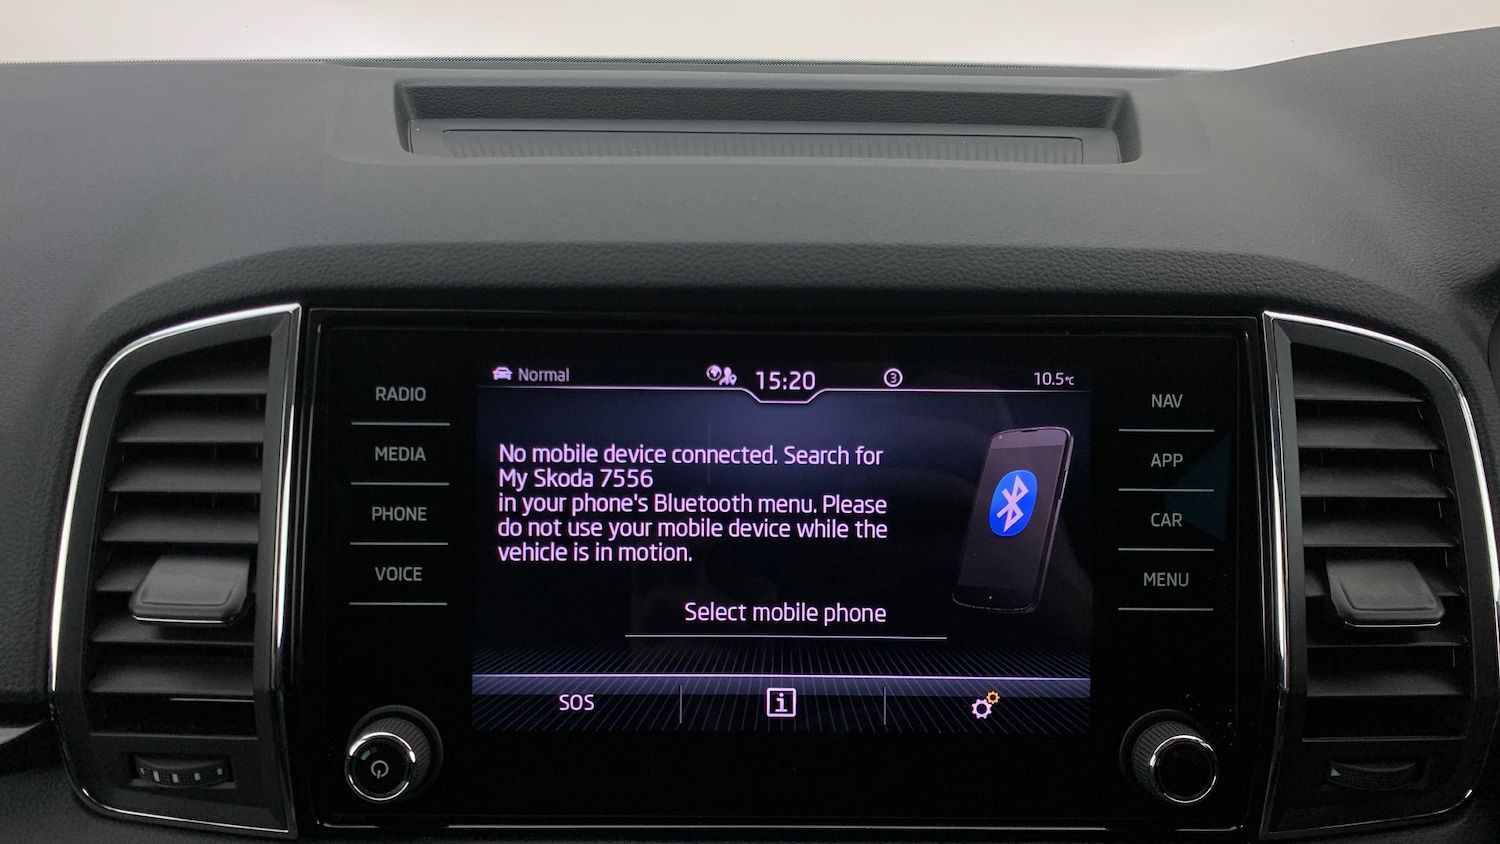 Normal
15:20
3
10.5°C
RADIO
MEDIA
PHONE
VOICE
No mobile device connected. Search for
My Skoda 7556
in your phone's Bluetooth menu. Please
do not use your mobile device while the
vehicle is in motion.
Select mobile phone
SOS
i
NAV
APP
CAR
MENU